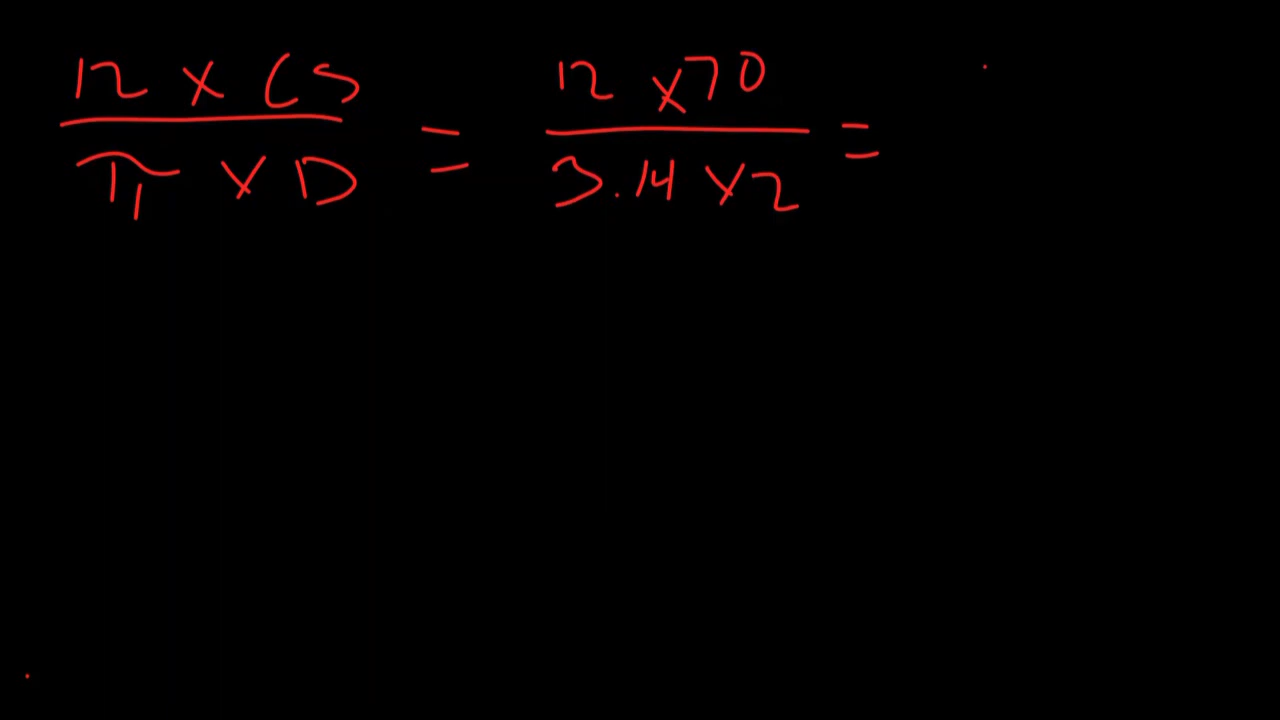 12 x CS = 12 x 70 =
π x D 3.14 x 2